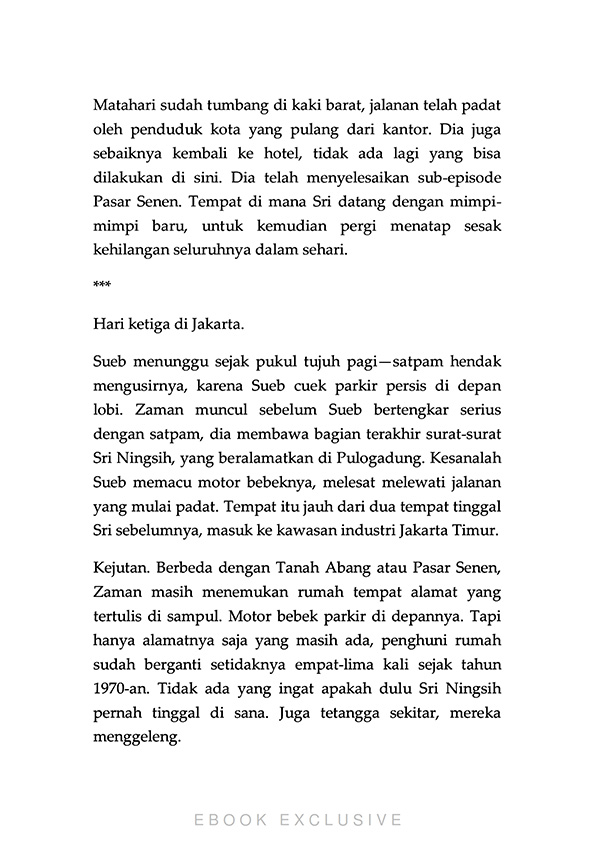 Matahari sudah tumbang di kaki barat, jalanan telah padat
oleh penduduk kota yang pulang dari kantor. Dia juga
sebaiknya kembali ke hotel, tidak ada lagi yang bisa
dilakukan di sini. Dia telah menyelesaikan sub-episode
Pasar Senen. Tempat di mana Sri datang dengan mimpi-
mimpi baru, untuk kemudian pergi menatap sesak
kehilangan seluruhnya dalam sehari.
***
Hari ketiga di Jakarta.
Sueb menunggu sejak pukul tujuh pagi—satpam hendak
mengusirnya, karena Sueb cuek parkir persis di depan
lobi. Zaman muncul sebelum Sueb bertengkar serius
dengan satpam, dia membawa bagian terakhir surat-surat
Sri Ningsih, yang beralamatkan di Pulogadung. Kesanalah
Sueb memacu motor bebeknya, melesat melewati jalanan
yang mulai padat. Tempat itu jauh dari dua tempat tinggal
Sri sebelumnya, masuk ke kawasan industri Jakarta Timur.
Kejutan. Berbeda dengan Tanah Abang atau Pasar Senen,
Zaman masih menemukan rumah tempat alamat yang
tertulis di sampul. Motor bebek parkir di depannya. Tapi
hanya alamatnya saja yang masih ada, penghuni rumah
sudah berganti setidaknya empat-lima kali sejak tahun
1970-an. Tidak ada yang ingat apakah dulu Sri Ningsih
pernah tinggal di sana. Juga tetangga sekitar, mereka
menggeleng.
EBOOK EXCLUSIVE